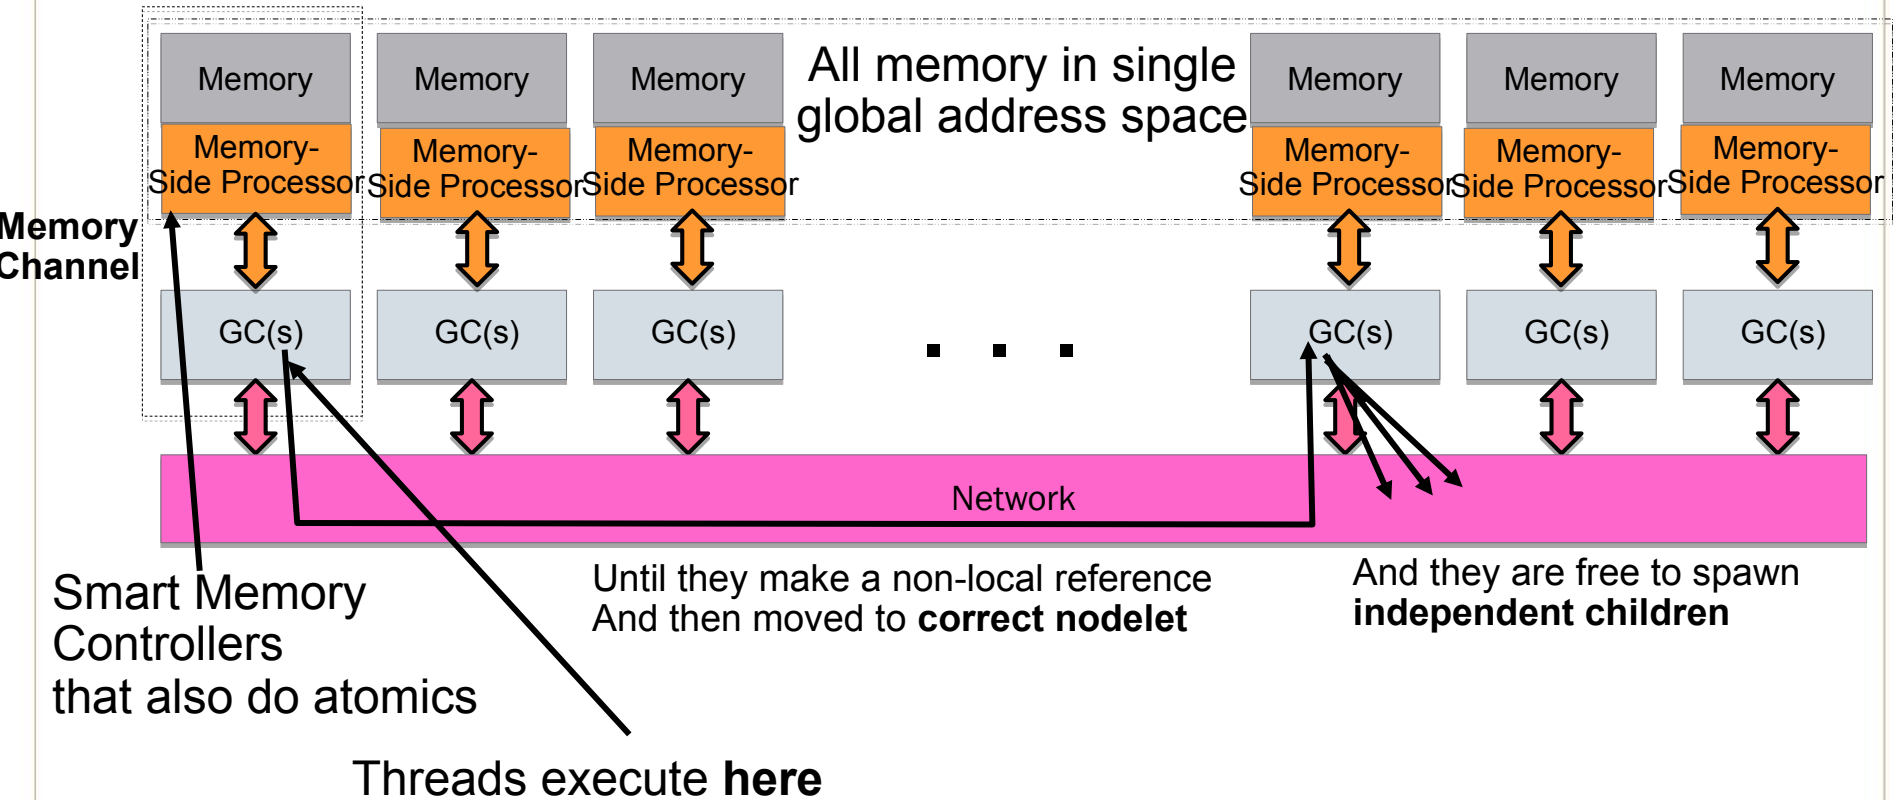 Memory
Memory
Memory
All memory in single
global address space
Memory
Memory
Memory
Memory-
Side Processor
Memory-
Side Processor
Memory-
Side Processor
Memory-
Side Processor
Memory-
Side Processor
Memory-
Side Processor
Memory
Channel
GC(s)
GC(s)
GC(s)
. . .
GC(s)
GC(s)
GC(s)
Network
Smart Memory
Controllers
that also do atomics
Until they make a non-local reference
And then moved to correct nodelet
And they are free to spawn
independent children
Threads execute here